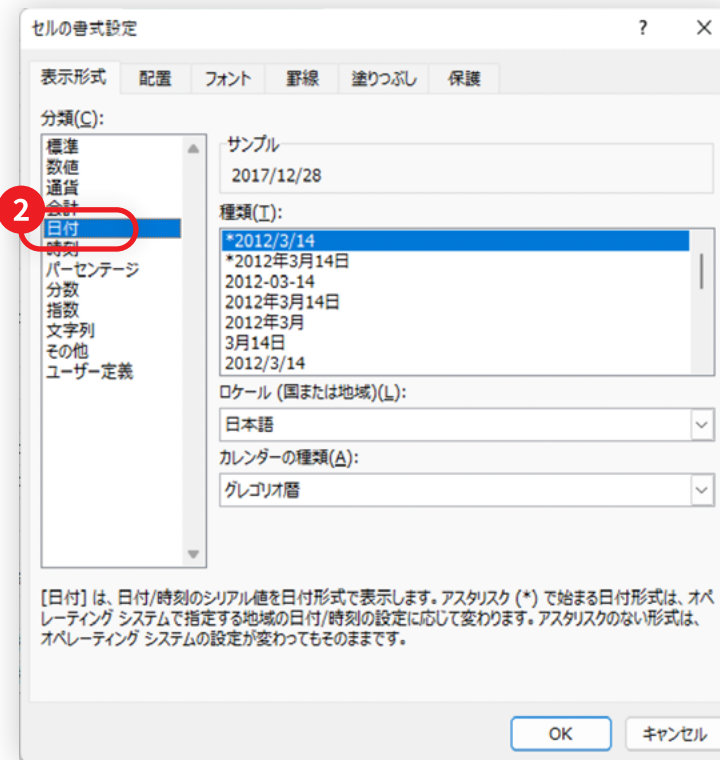 セルの書式設定
? ×
表示形式 配置 フォント 罫線 塗りつぶし 保護
分類(C):
標準
数値
通貨
会計
日付
時刻
パーセンテージ
分数
指数
文字列
その他
ユーザー定義
2
サンプル
2017/12/28
種類(T):
*2012/3/14
*2012年3月14日
2012-03-14
2012年3月14日
2012年3月
3月14日
2012/3/14
ロケール (国または地域)(L):
日本語
カレンダーの種類(A):
グレゴリオ暦
[日付] は、日付/時刻のシリアル値を日付形式で表示します。アスタリスク (*) で始まる日付形式は、オペ
レーティング システムで指定する地域の日付/時刻の設定に応じて変わります。アスタリスクのない形式は、
オペレーティング システムの設定が変わってもそのままです。
OK キャンセル